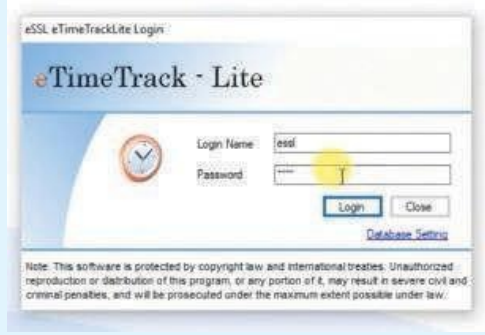 eSSL eTimeTrackLite Login
eTimeTrack - Lite
Login Name essl
Password ****
Login Close
Database Setting
Note: This software is protected by copyright law and international treaties. Unauthorized
reproduction or distribution of this program, or any portion of it, may result in severe civil and
criminal penalties, and will be prosecuted under the maximum extent possible under law.